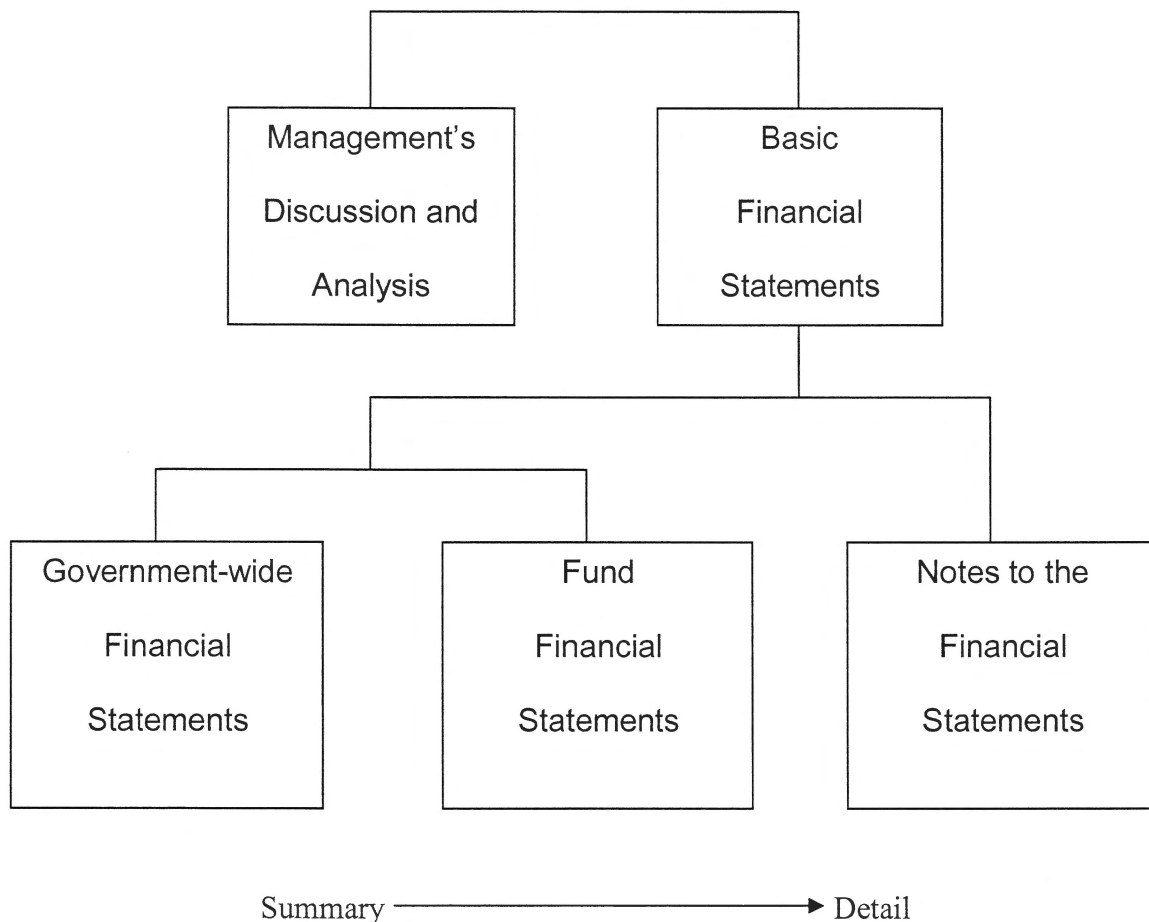 Management's
Discussion and
Analysis
Basic
Financial
Statements
Government-wide
Financial
Statements
Fund
Financial
Statements
Notes to the
Financial
Statements
Summary Detail